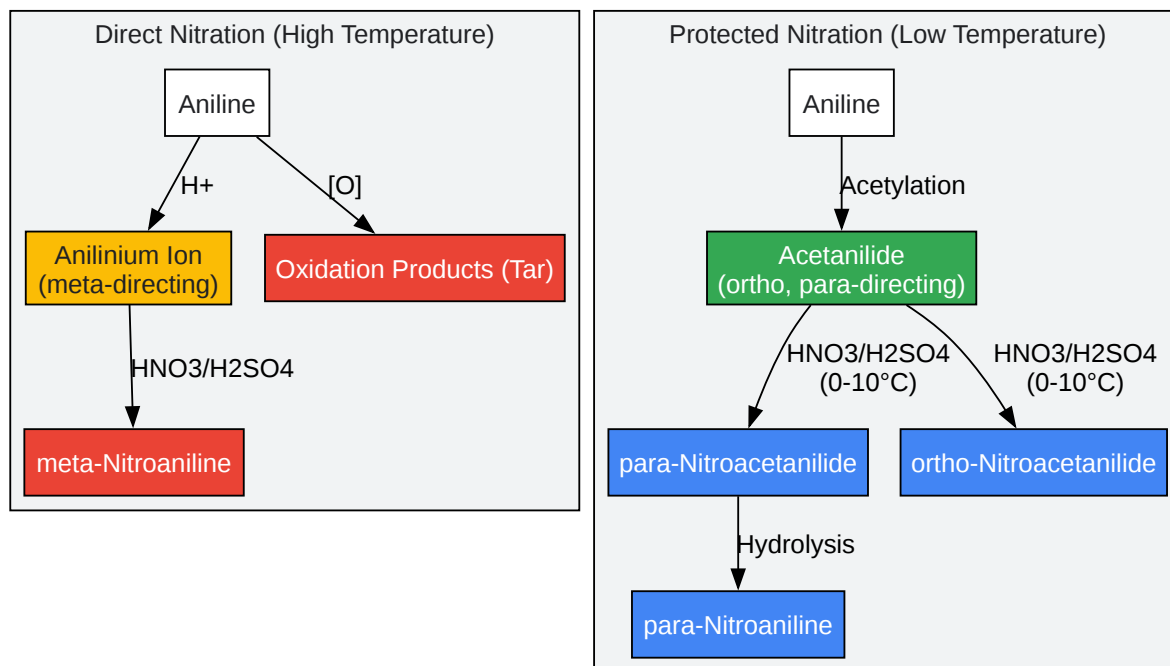 Direct Nitration (High Temperature)
Aniline
H+
[O]
Anilinium Ion
(meta-directing)
Oxidation Products (Tar)
HNO3/H2SO4
meta-Nitroaniline
Protected Nitration (Low Temperature)
Aniline
Acetylation
Acetanilide
(ortho, para-directing)
HNO3/H2SO4
(0-10°C)
HNO3/H2SO4
(0-10°C)
para-Nitroacetanilide
ortho-Nitroacetanilide
Hydrolysis
para-Nitroaniline